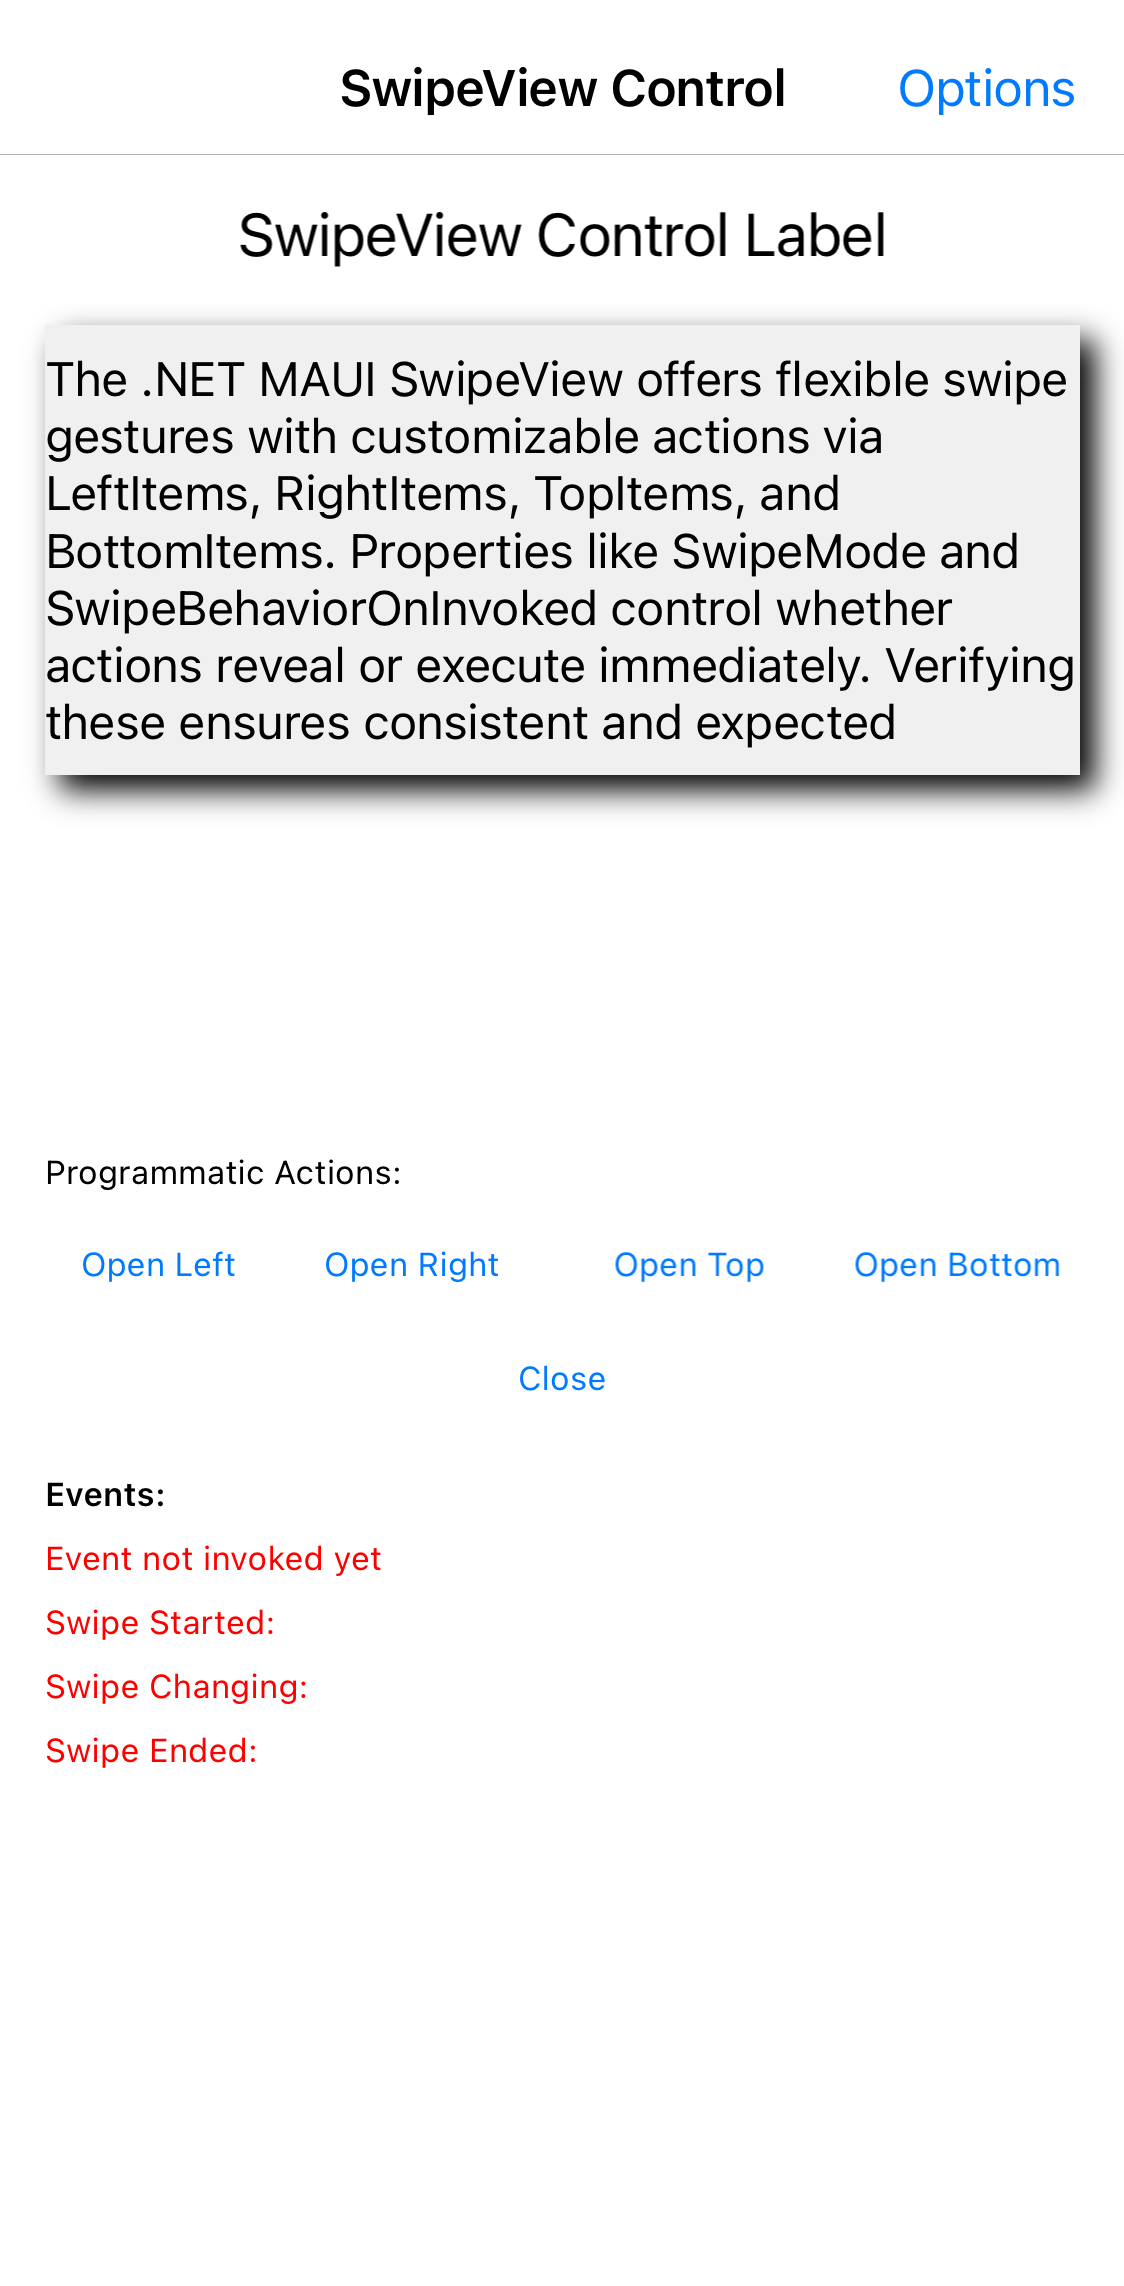 SwipeView Control
Options
SwipeView Control Label
The .NET MAUI SwipeView offers flexible swipe
gestures with customizable actions via
LeftItems, RightItems, TopItems, and
BottomItems. Properties like SwipeMode and
SwipeBehaviorOnInvoked control whether
actions reveal or execute immediately. Verifying
these ensures consistent and expected
Programmatic Actions:
Open Left
Open Right
Open Top
Open Bottom
Close
Events:
Event not invoked yet
Swipe Started:
Swipe Changing:
Swipe Ended: